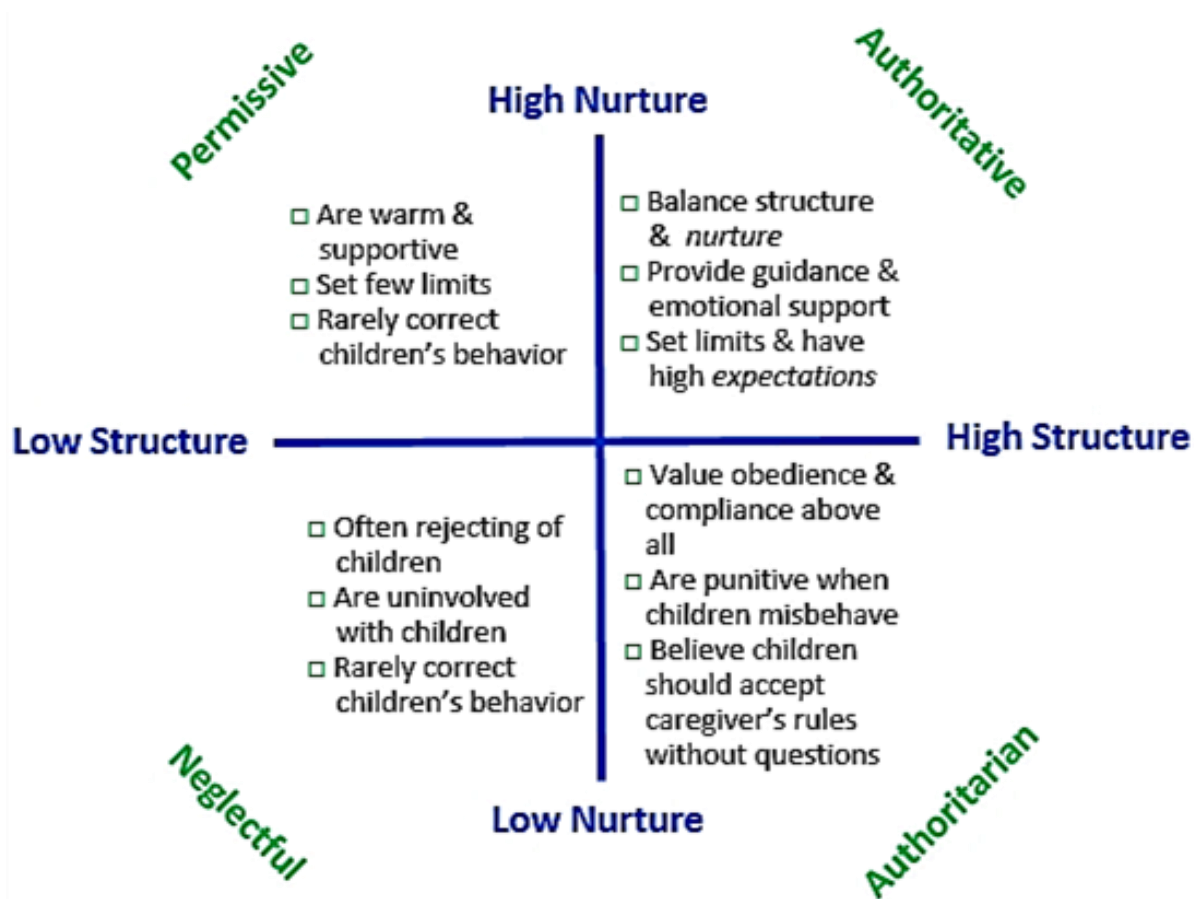 Permissive
High Nurture
Authoritative
□ Are warm &
supportive
□ Set few limits
□ Rarely correct
children's behavior
□ Balance structure
& nurture
□ Provide guidance &
emotional support
□ Set limits & have
high expectations
Low Structure
High Structure
□ Often rejecting of
children
□ Are uninvolved
with children
□ Rarely correct
children's behavior
□ Value obedience &
compliance above
all
□ Are punitive when
children misbehave
□ Believe children
should accept
caregiver's rules
without questions
Neglectful
Low Nurture
Authoritarian